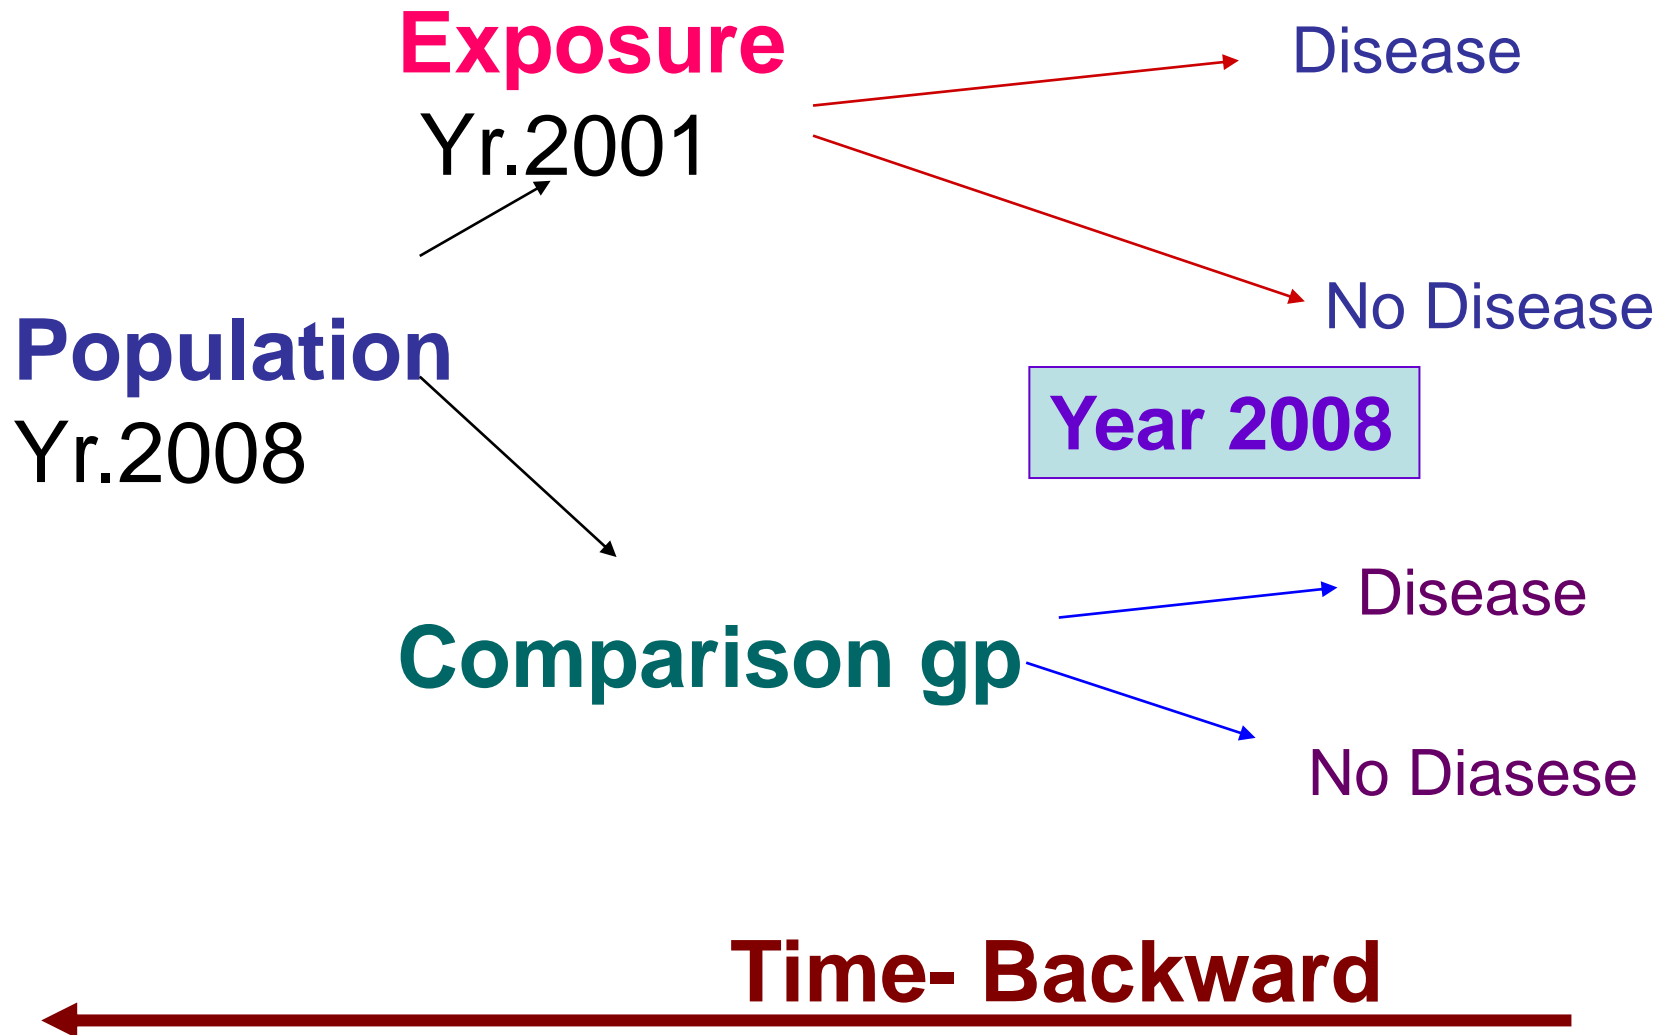 Exposure
Yr.2001
Disease
No Disease
Population
Yr.2008
Year 2008
Comparison gp
Disease
No Diasese
Time- Backward